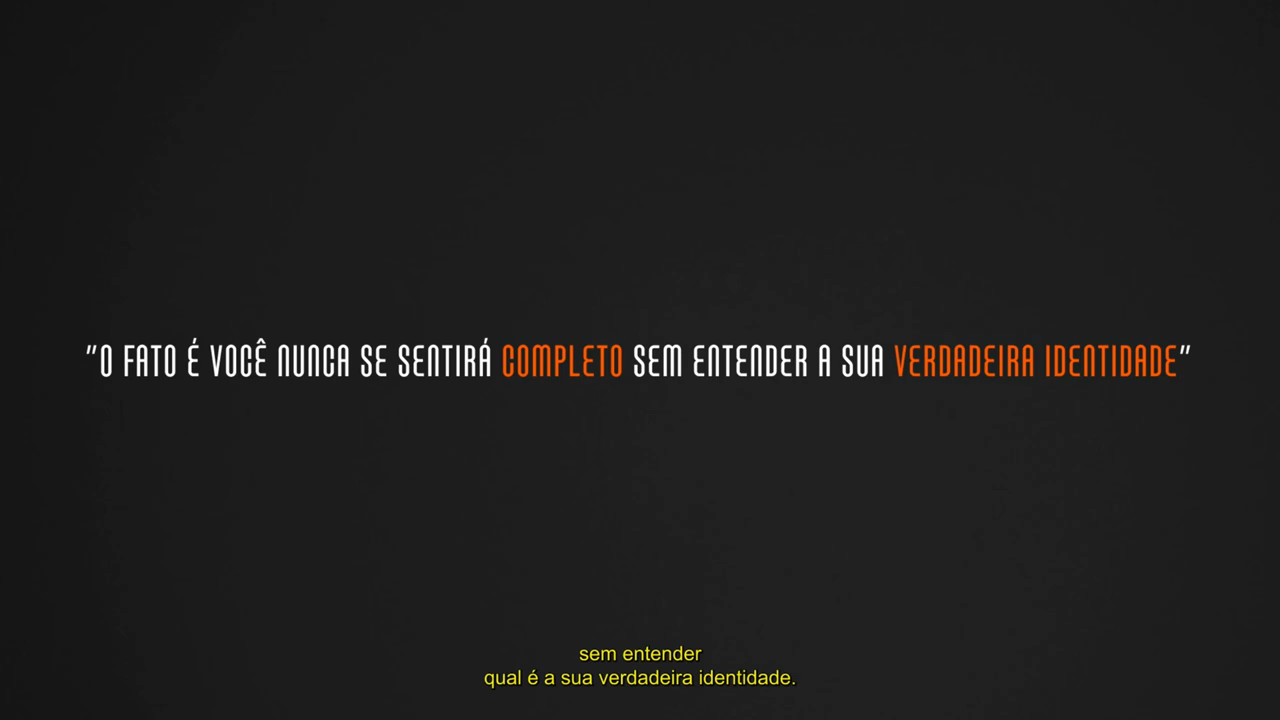 "O FATO É VOCÊ NUNCA SE SENTIRÁ COMPLETO SEM ENTENDER A SUA VERDADEIRA IDENTIDADE"
sem entender
qual é a sua verdadeira identidade.